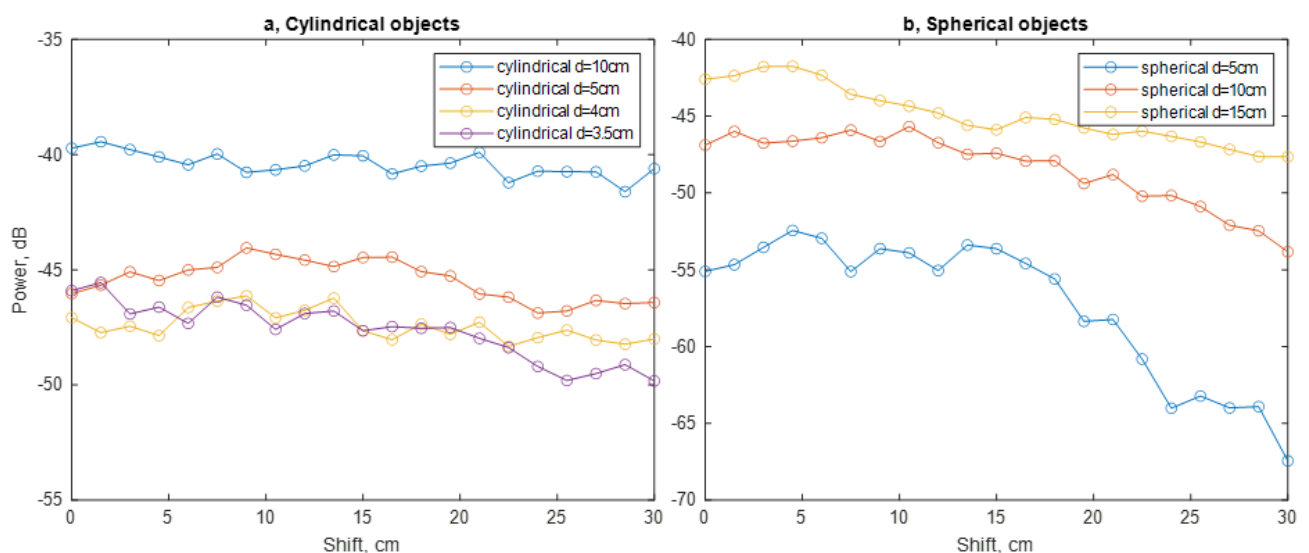 a, Cylindrical objects
-35
-40
-45
-50
-55
Power, dB
cylindrical d=10cm
cylindrical d=5cm
cylindrical d=4cm
cylindrical d=3.5cm
0 5 10 15 20 25 30
Shift, cm
b, Spherical objects
-40
-45
-50
-55
-60
-65
-70
spherical d=5cm
spherical d=10cm
spherical d=15cm
0 5 10 15 20 25 30
Shift, cm